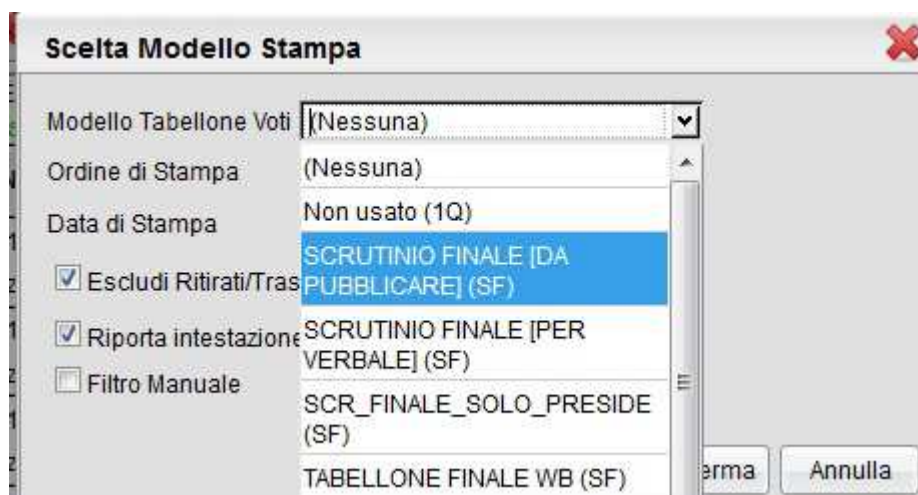 Scelta Modello Stampa
Modello Tabellone Voti (Nessuna)
Ordine di Stampa
Data di Stampa
Escludi Ritirati/Tras
Riporta intestazione
Filtro Manuale
(Nessuna)
Non usato (1Q)
SCRUTINIO FINALE [DA
PUBBLICARE] (SF)
SCRUTINIO FINALE [PER
VERBALE] (SF)
SCR_FINALE_SOLO_PRESIDE
(SF)
TABELLONE FINALE WB (SF)
erma
Annulla